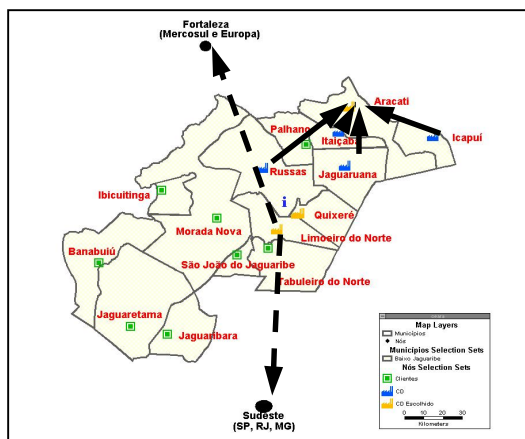 Fortaleza
(Mercosul e Europa)
Aracati
Palhano
Itaiçaba
Icapuí
Russas
Jaguaruana
Ibicuitinga
i
Quixeré
Morada Nova
Limoeiro do Norte
Banabuiú
São João do Jaguaribe
Tabuleiro do Norte
Jaguaretama
Jaguaribara
Sudeste
(SP, RJ, MG)
Map Layers
Municípios
Nós
Municípios Selection Sets
Baixo Jaguaribe
Nós Selection Sets
Clientes
CD
CD Escolhido
0 10 20 30
Kilometers